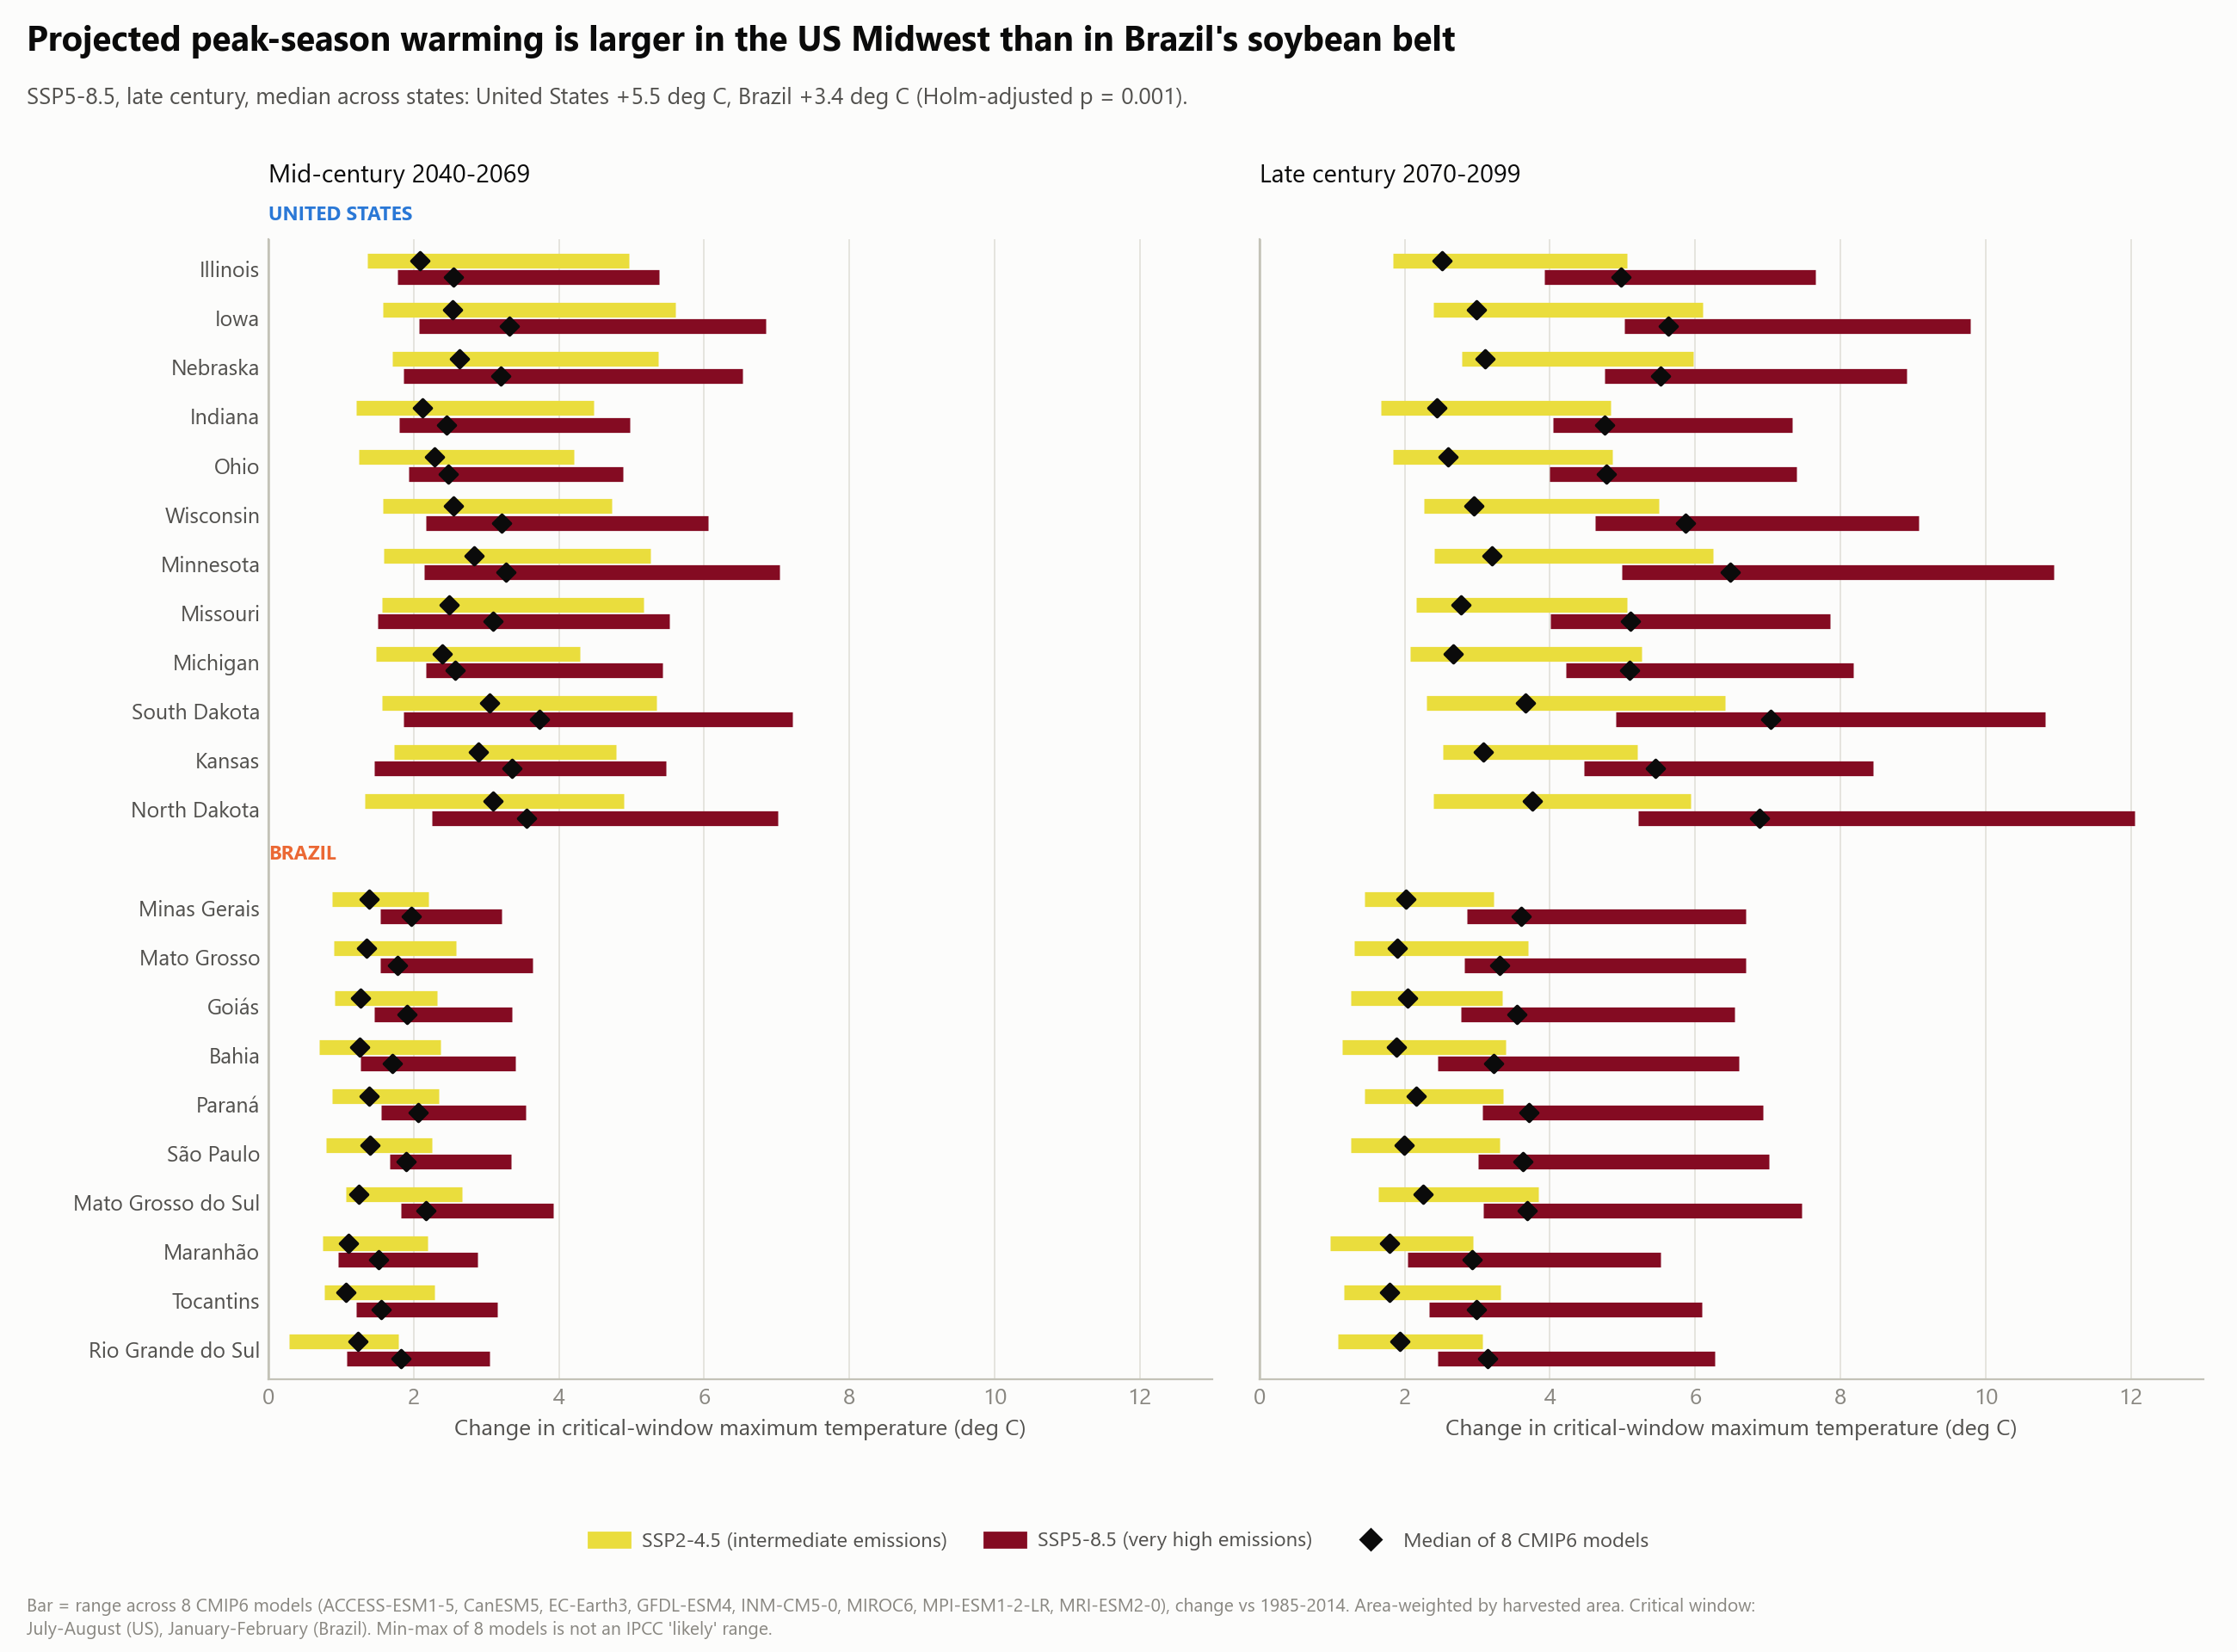 Projected peak-season warming is larger in the US Midwest than in Brazil's soybean belt
SSP5-8.5, late century, median across states: United States +5.5 deg C, Brazil +3.4 deg C (Holm-adjusted p = 0.001).
Mid-century 2040-2069
Late century 2070-2099
UNITED STATES
Illinois
Iowa
Nebraska
Indiana
Ohio
Wisconsin
Minnesota
Missouri
Michigan
South Dakota
Kansas
North Dakota
BRAZIL
Minas Gerais
Mato Grosso
Goiás
Bahia
Paraná
São Paulo
Mato Grosso do Sul
Maranhão
Tocantins
Rio Grande do Sul
0 2 4 6 8 10 12
0 2 4 6 8 10 12
Change in critical-window maximum temperature (deg C)
Change in critical-window maximum temperature (deg C)
SSP2-4.5 (intermediate emissions)
SSP5-8.5 (very high emissions)
Median of 8 CMIP6 models
Bar = range across 8 CMIP6 models (ACCESS-ESM1-5, CanESM5, EC-Earth3, GFDL-ESM4, INM-CM5-0, MIROC6, MPI-ESM1-2-LR, MRI-ESM2-0), change vs 1985-2014. Area-weighted by harvested area. Critical window:
July-August (US), January-February (Brazil). Min-max of 8 models is not an IPCC 'likely' range.